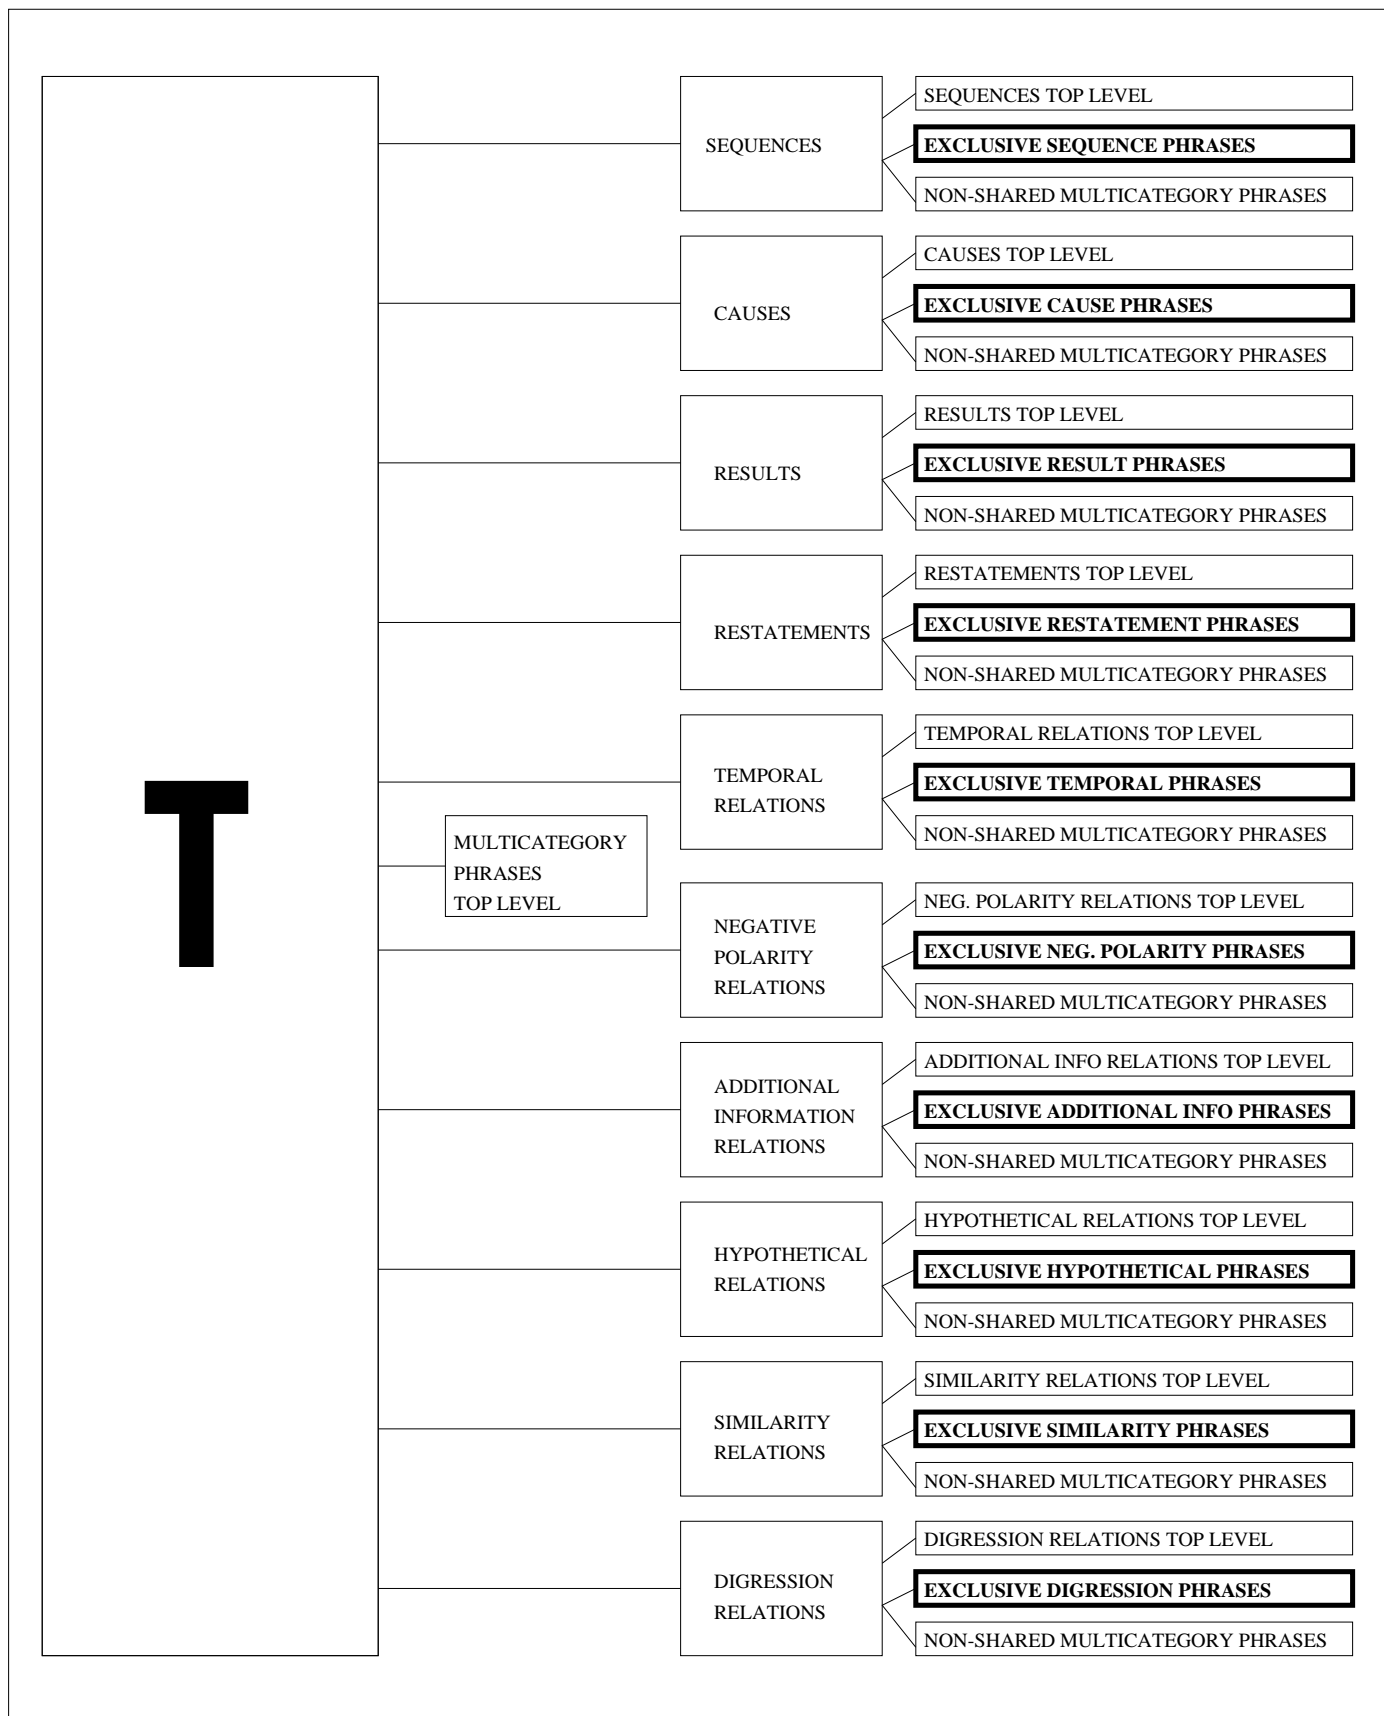 T
SEQUENCES
SEQUENCES TOP LEVEL
EXCLUSIVE SEQUENCE PHRASES
NON-SHARED MULTICATEGORY PHRASES
CAUSES
CAUSES TOP LEVEL
EXCLUSIVE CAUSE PHRASES
NON-SHARED MULTICATEGORY PHRASES
RESULTS
RESULTS TOP LEVEL
EXCLUSIVE RESULT PHRASES
NON-SHARED MULTICATEGORY PHRASES
RESTATEMENTS
RESTATEMENTS TOP LEVEL
EXCLUSIVE RESTATEMENT PHRASES
NON-SHARED MULTICATEGORY PHRASES
TEMPORAL
RELATIONS
TEMPORAL RELATIONS TOP LEVEL
EXCLUSIVE TEMPORAL PHRASES
NON-SHARED MULTICATEGORY PHRASES
MULTICATEGORY
PHRASES
TOP LEVEL
NEGATIVE
POLARITY
RELATIONS
NEG. POLARITY RELATIONS TOP LEVEL
EXCLUSIVE NEG. POLARITY PHRASES
NON-SHARED MULTICATEGORY PHRASES
ADDITIONAL
INFORMATION
RELATIONS
ADDITIONAL INFO RELATIONS TOP LEVEL
EXCLUSIVE ADDITIONAL INFO PHRASES
NON-SHARED MULTICATEGORY PHRASES
HYPOTHETICAL
RELATIONS
HYPOTHETICAL RELATIONS TOP LEVEL
EXCLUSIVE HYPOTHETICAL PHRASES
NON-SHARED MULTICATEGORY PHRASES
SIMILARITY
RELATIONS
SIMILARITY RELATIONS TOP LEVEL
EXCLUSIVE SIMILARITY PHRASES
NON-SHARED MULTICATEGORY PHRASES
DIGRESSION
RELATIONS
DIGRESSION RELATIONS TOP LEVEL
EXCLUSIVE DIGRESSION PHRASES
NON-SHARED MULTICATEGORY PHRASES